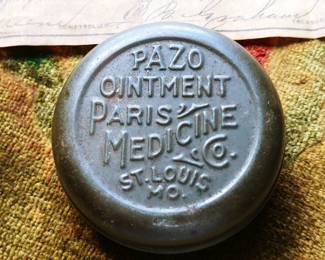 PAZO
OINTMENT
PARIS
MEDICINE
CO.
ST. LOUIS
MO.